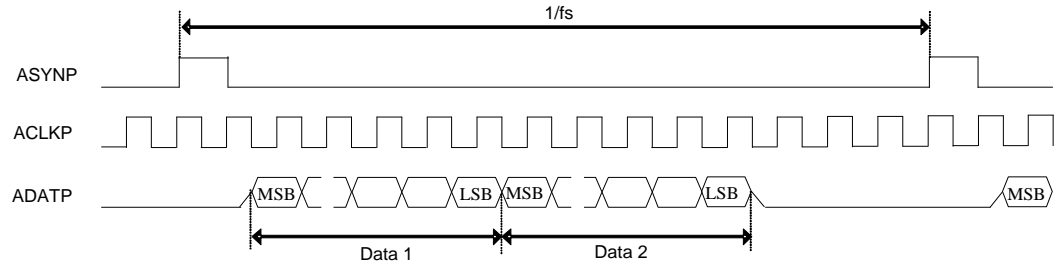 1/fs
ASYNP
ACLKP
ADATP
MSB LSB MSB LSB MSB
Data 1 Data 2